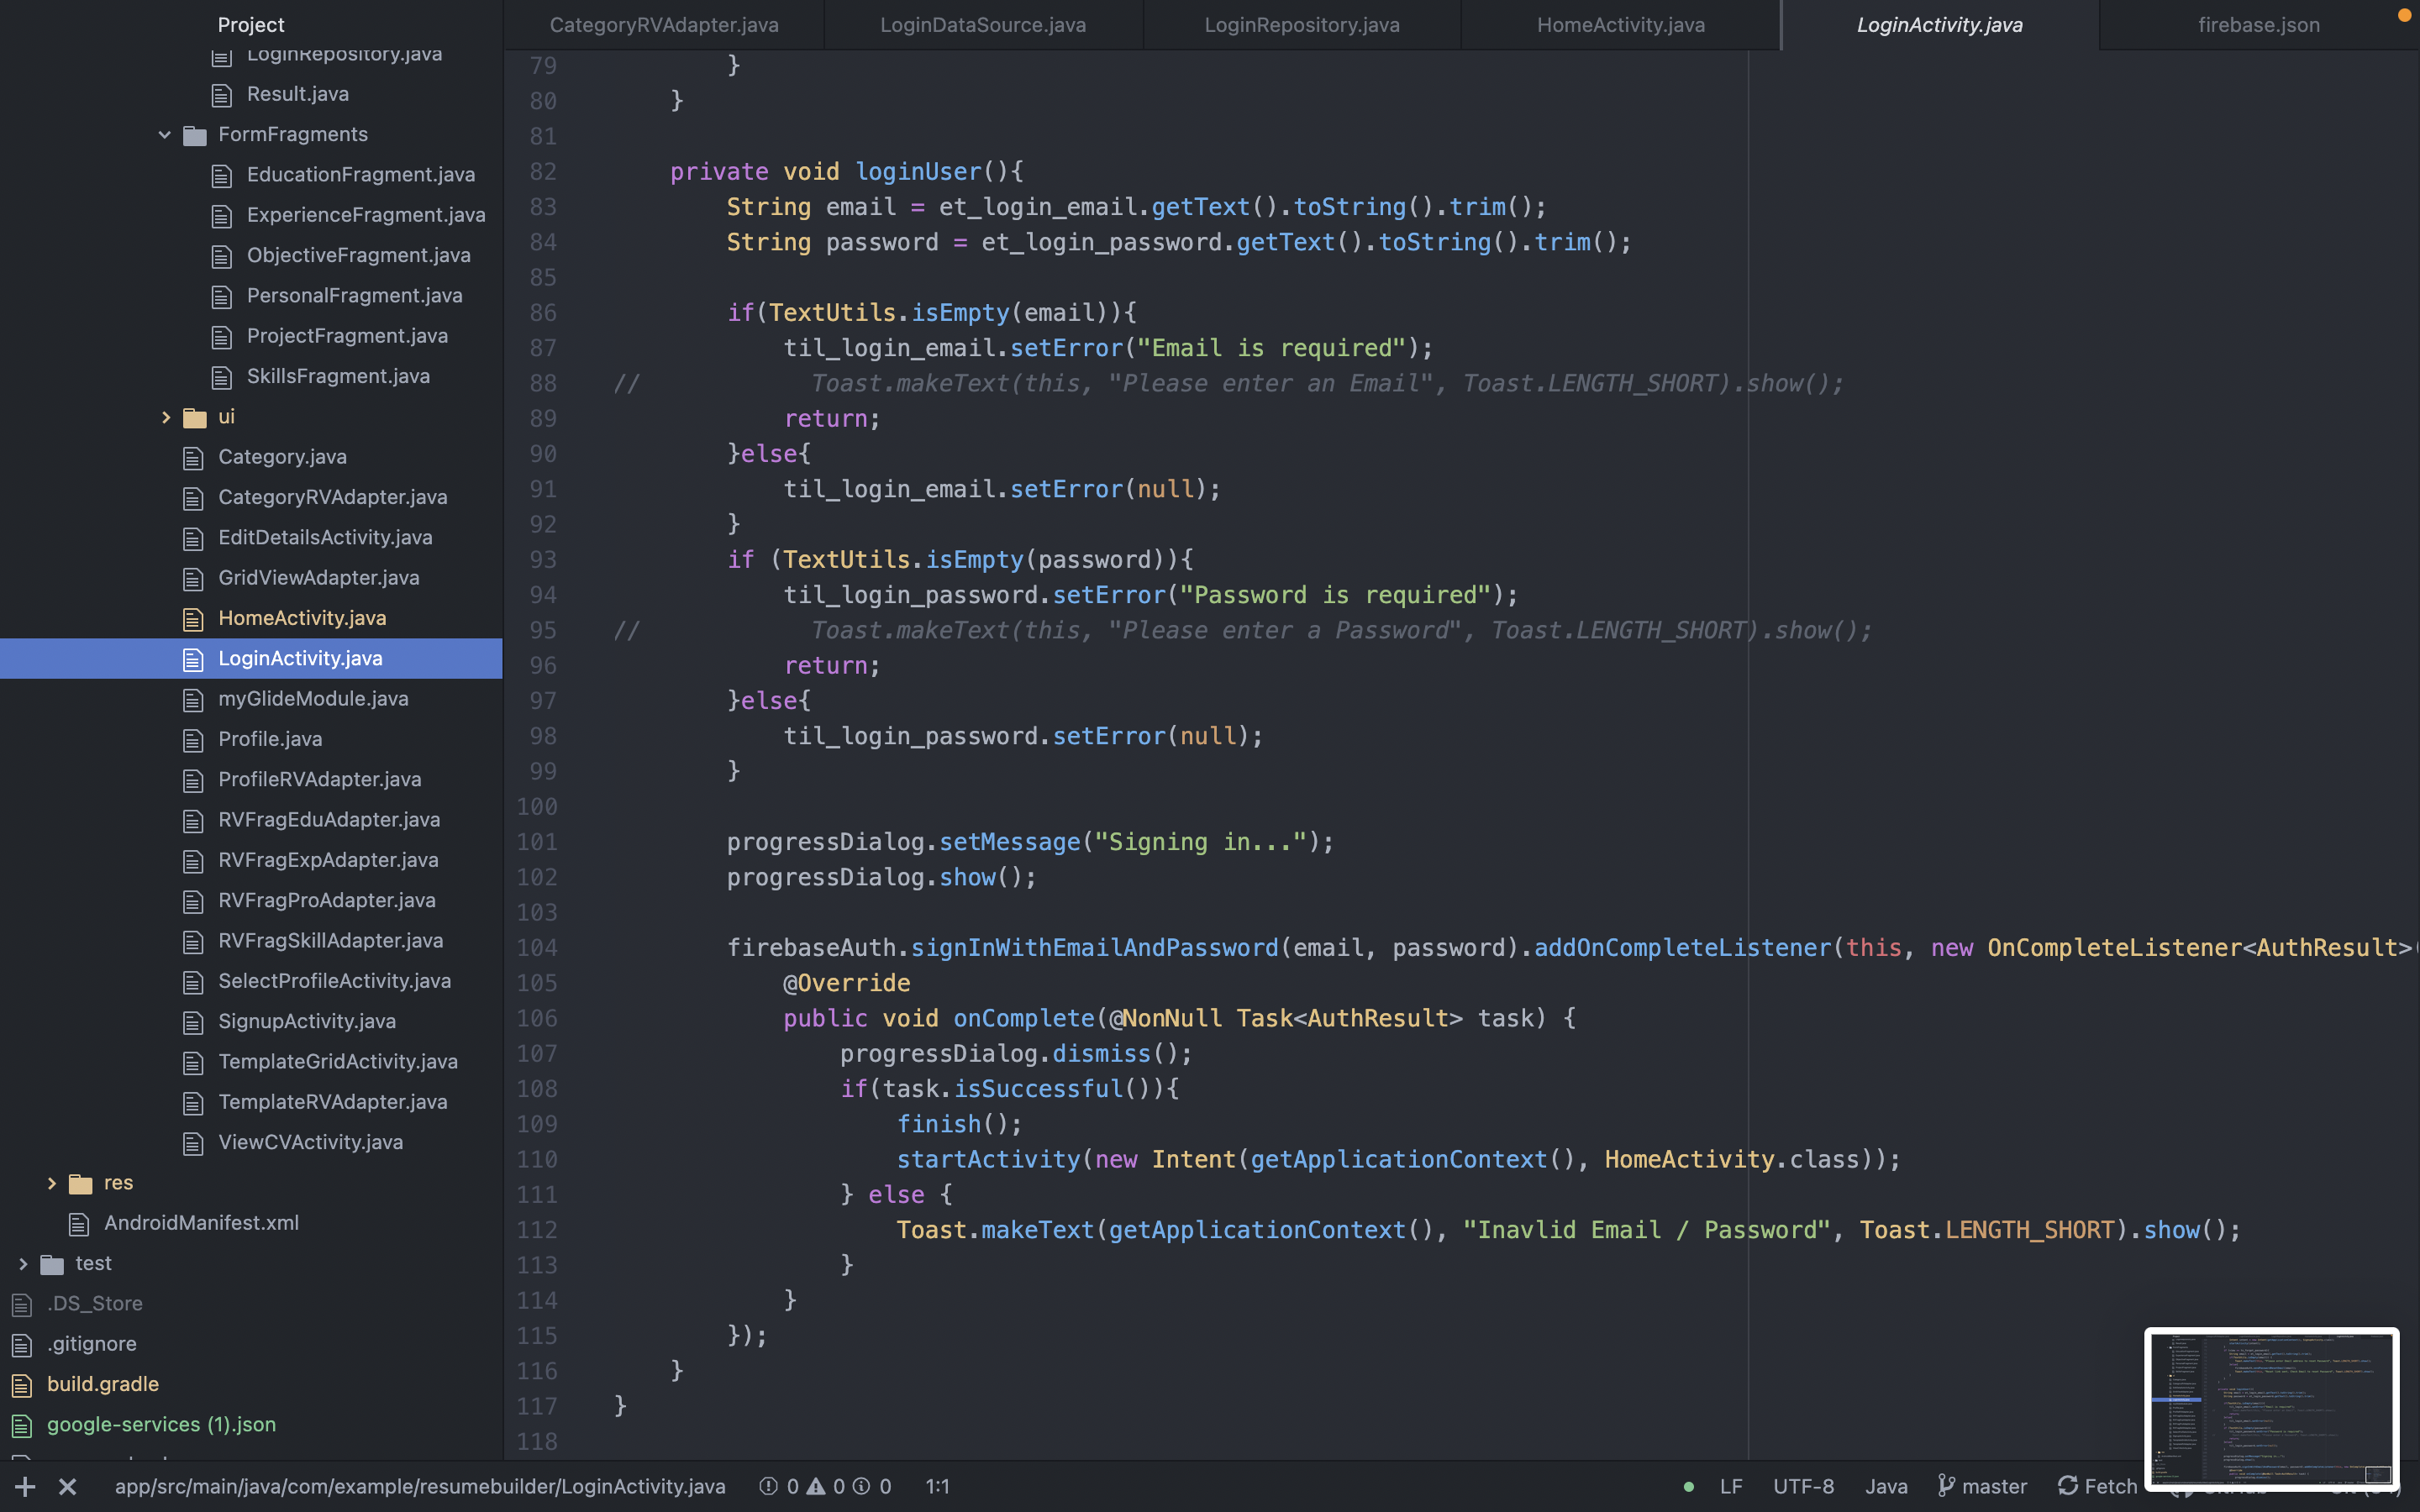 Project
LoginRepository.java
Result.java
FormFragments
EducationFragment.java
ExperienceFragment.java
ObjectiveFragment.java
PersonalFragment.java
ProjectFragment.java
SkillsFragment.java
ui
Category.java
CategoryRVAdapter.java
EditDetailsActivity.java
GridViewAdapter.java
HomeActivity.java
LoginActivity.java
myGlideModule.java
Profile.java
ProfileRVAdapter.java
RVFragEduAdapter.java
RVFragExpAdapter.java
RVFragProAdapter.java
RVFragSkillAdapter.java
SelectProfileActivity.java
SignupActivity.java
TemplateGridActivity.java
TemplateRVAdapter.java
ViewCVActivity.java
res
AndroidManifest.xml
test
.DS_Store
.gitignore
build.gradle
google-services (1).json
CategoryRVAdapter.java LoginDataSource.java LoginRepository.java HomeActivity.java LoginActivity.java firebase.json
79 }
80 }
81
82 private void loginUser(){
83 String email = et_login_email.getText().toString().trim();
84 String password = et_login_password.getText().toString().trim();
85
86 if(TextUtils.isEmpty(email)){
87 til_login_email.setError("Email is required");
88 // Toast.makeText(this, "Please enter an Email", Toast.LENGTH_SHORT).show();
89 return;
90 }else{
91 til_login_email.setError(null);
92 }
93 if (TextUtils.isEmpty(password)){
94 til_login_password.setError("Password is required");
95 // Toast.makeText(this, "Please enter a Password", Toast.LENGTH_SHORT).show();
96 return;
97 }else{
98 til_login_password.setError(null);
99 }
100
101 progressDialog.setMessage("Signing in...");
102 progressDialog.show();
103
104 firebaseAuth.signInWithEmailAndPassword(email, password).addOnCompleteListener(this, new OnCompleteListener<AuthResult>(
105 @Override
106 public void onComplete(@NonNull Task<AuthResult> task) {
107 progressDialog.dismiss();
108 if(task.isSuccessful()){
109 finish();
110 startActivity(new Intent(getApplicationContext(), HomeActivity.class));
111 } else {
112 Toast.makeText(getApplicationContext(), "Inavlid Email / Password", Toast.LENGTH_SHORT).show();
113 }
114 }
115 });
116 }
117 }
118
app/src/main/java/com/example/resumebuilder/LoginActivity.java 0 0 0 1:1 LF UTF-8 Java master Fetch